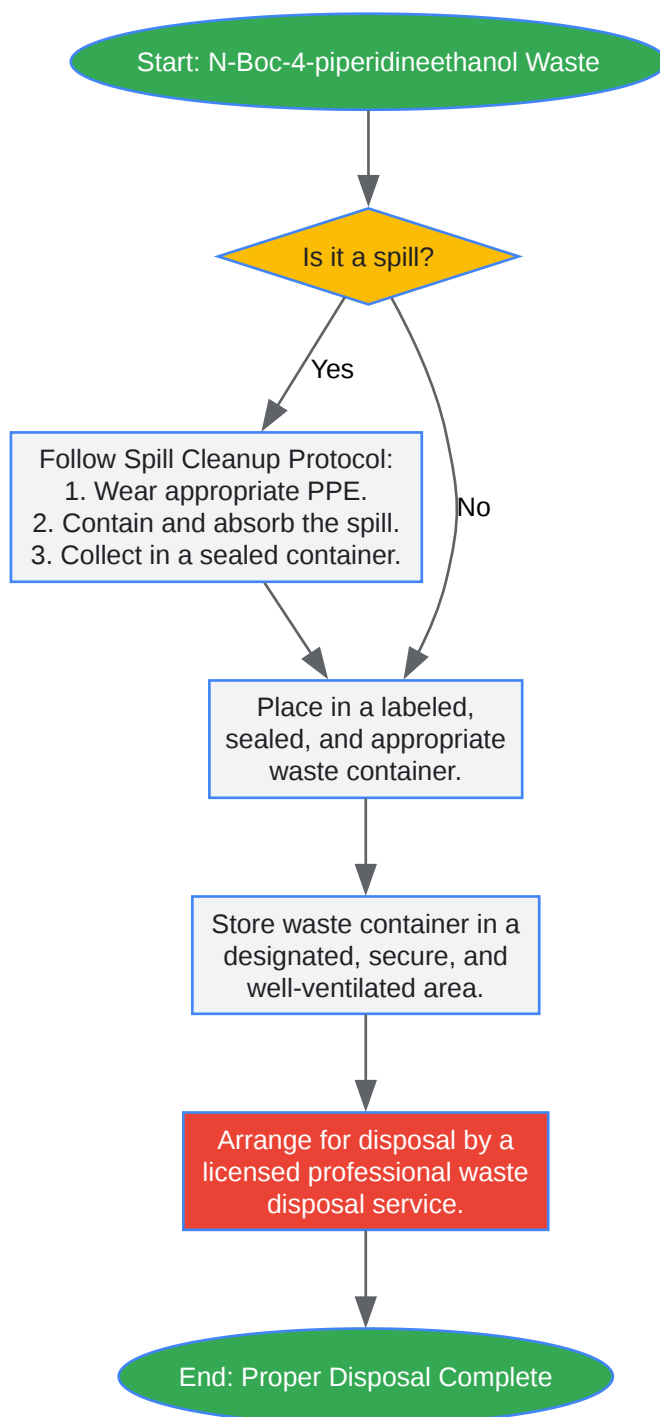 Start: N-Boc-4-piperidineethanol Waste
Is it a spill?
Yes
No
Follow Spill Cleanup Protocol:
1. Wear appropriate PPE.
2. Contain and absorb the spill.
3. Collect in a sealed container.
Place in a labeled,
sealed, and appropriate
waste container.
Store waste container in a
designated, secure, and
well-ventilated area.
Arrange for disposal by a
licensed professional waste
disposal service.
End: Proper Disposal Complete